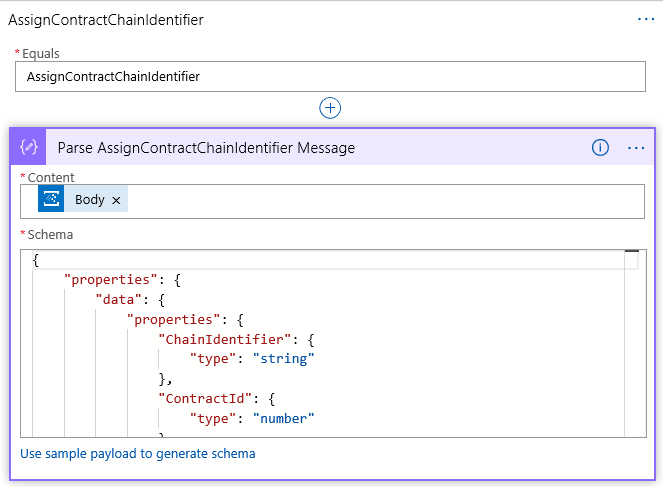 AssignContractChainIdentifier
* Equals
AssignContractChainIdentifier
Parse AssignContractChainIdentifier Message
* Content
Body
* Schema
{
"properties": {
"data": {
"properties": {
"ChainIdentifier": {
"type": "string"
},
"ContractId": {
"type": "number"
}
Use sample payload to generate schema